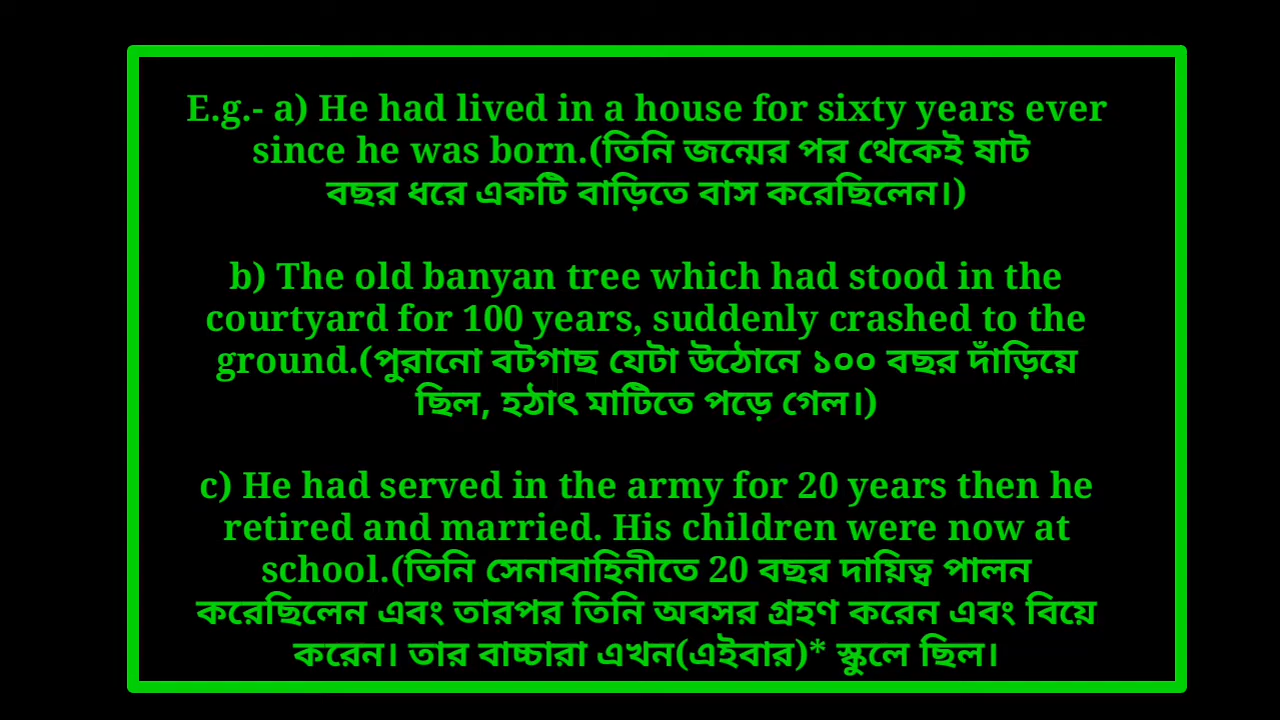 E.g.- a) He had lived in a house for sixty years ever
since he was born.(তিনি জন্মের পর থেকেই ষাট
বছর ধরে একটি বাড়িতে বাস করেছিলেন।)
b) The old banyan tree which had stood in the
courtyard for 100 years, suddenly crashed to the
ground.(পুরানো বটগাছ যেটা উঠোনে ১০০ বছর দাঁড়িয়ে
ছিল, হঠাৎ মাটিতে পড়ে গেল।)
c) He had served in the army for 20 years then he
retired and married. His children were now at
school.(তিনি সেনাবাহিনীতে 20 বছর দায়িত্ব পালন
করেছিলেন এবং তারপর তিনি অবসর গ্রহণ করেন এবং বিয়ে
করেন। তার বাচ্চারা এখন(এইবার)* স্কুলে ছিল।